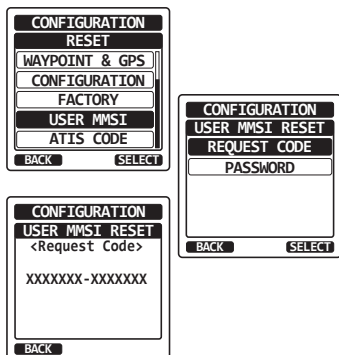 CONFIGURATION
RESET
WAYPOINT & GPS
CONFIGURATION
FACTORY
USER MMSI
ATIS CODE
BACK SELECT
CONFIGURATION
USER MMSI RESET
REQUEST CODE
PASSWORD
BACK SELECT
CONFIGURATION
USER MMSI RESET
<Request Code>
XXXXXXX-XXXXXXX
BACK